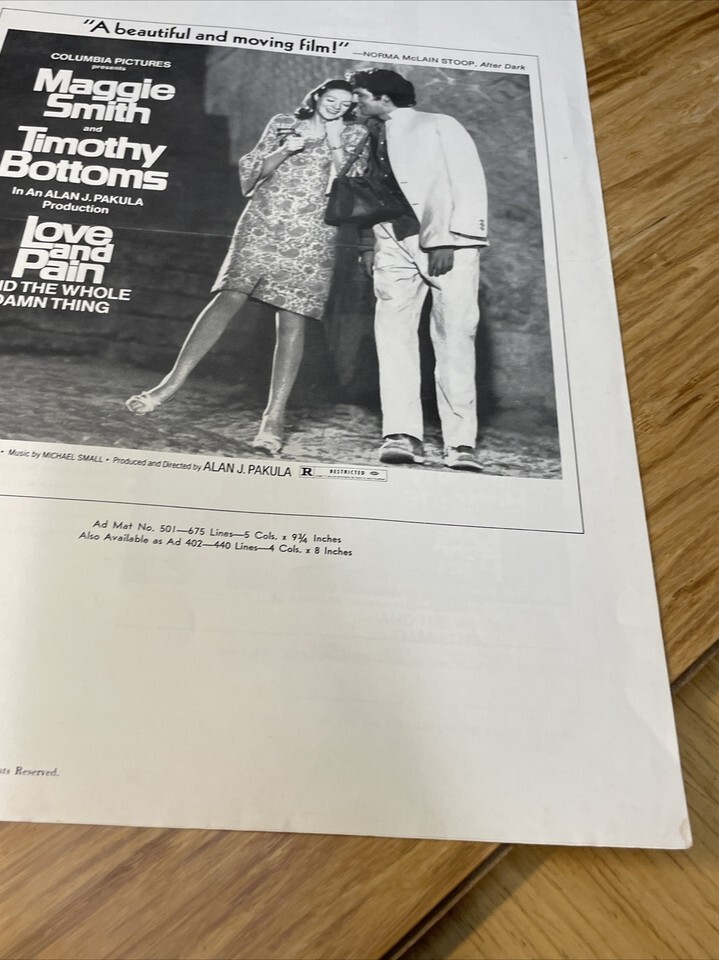 "A beautiful and moving film!" —NORMA McLAIN STOOP, After Dark
COLUMBIA PICTURES
presents
Maggie
Smith
and
Timothy
Bottoms
In An ALAN J. PAKULA
Production
Love
and
Pain
ND THE WHOLE
DAMN THING
• Music by MICHAEL SMALL • Produced and Directed by ALAN J. PAKULA R RESTRICTED
Ad Mat No. 501—675 Lines—5 Cols. x 9¾ Inches
Also Available as Ad 402—440 Lines—4 Cols. x 8 Inches
ts Reserved.